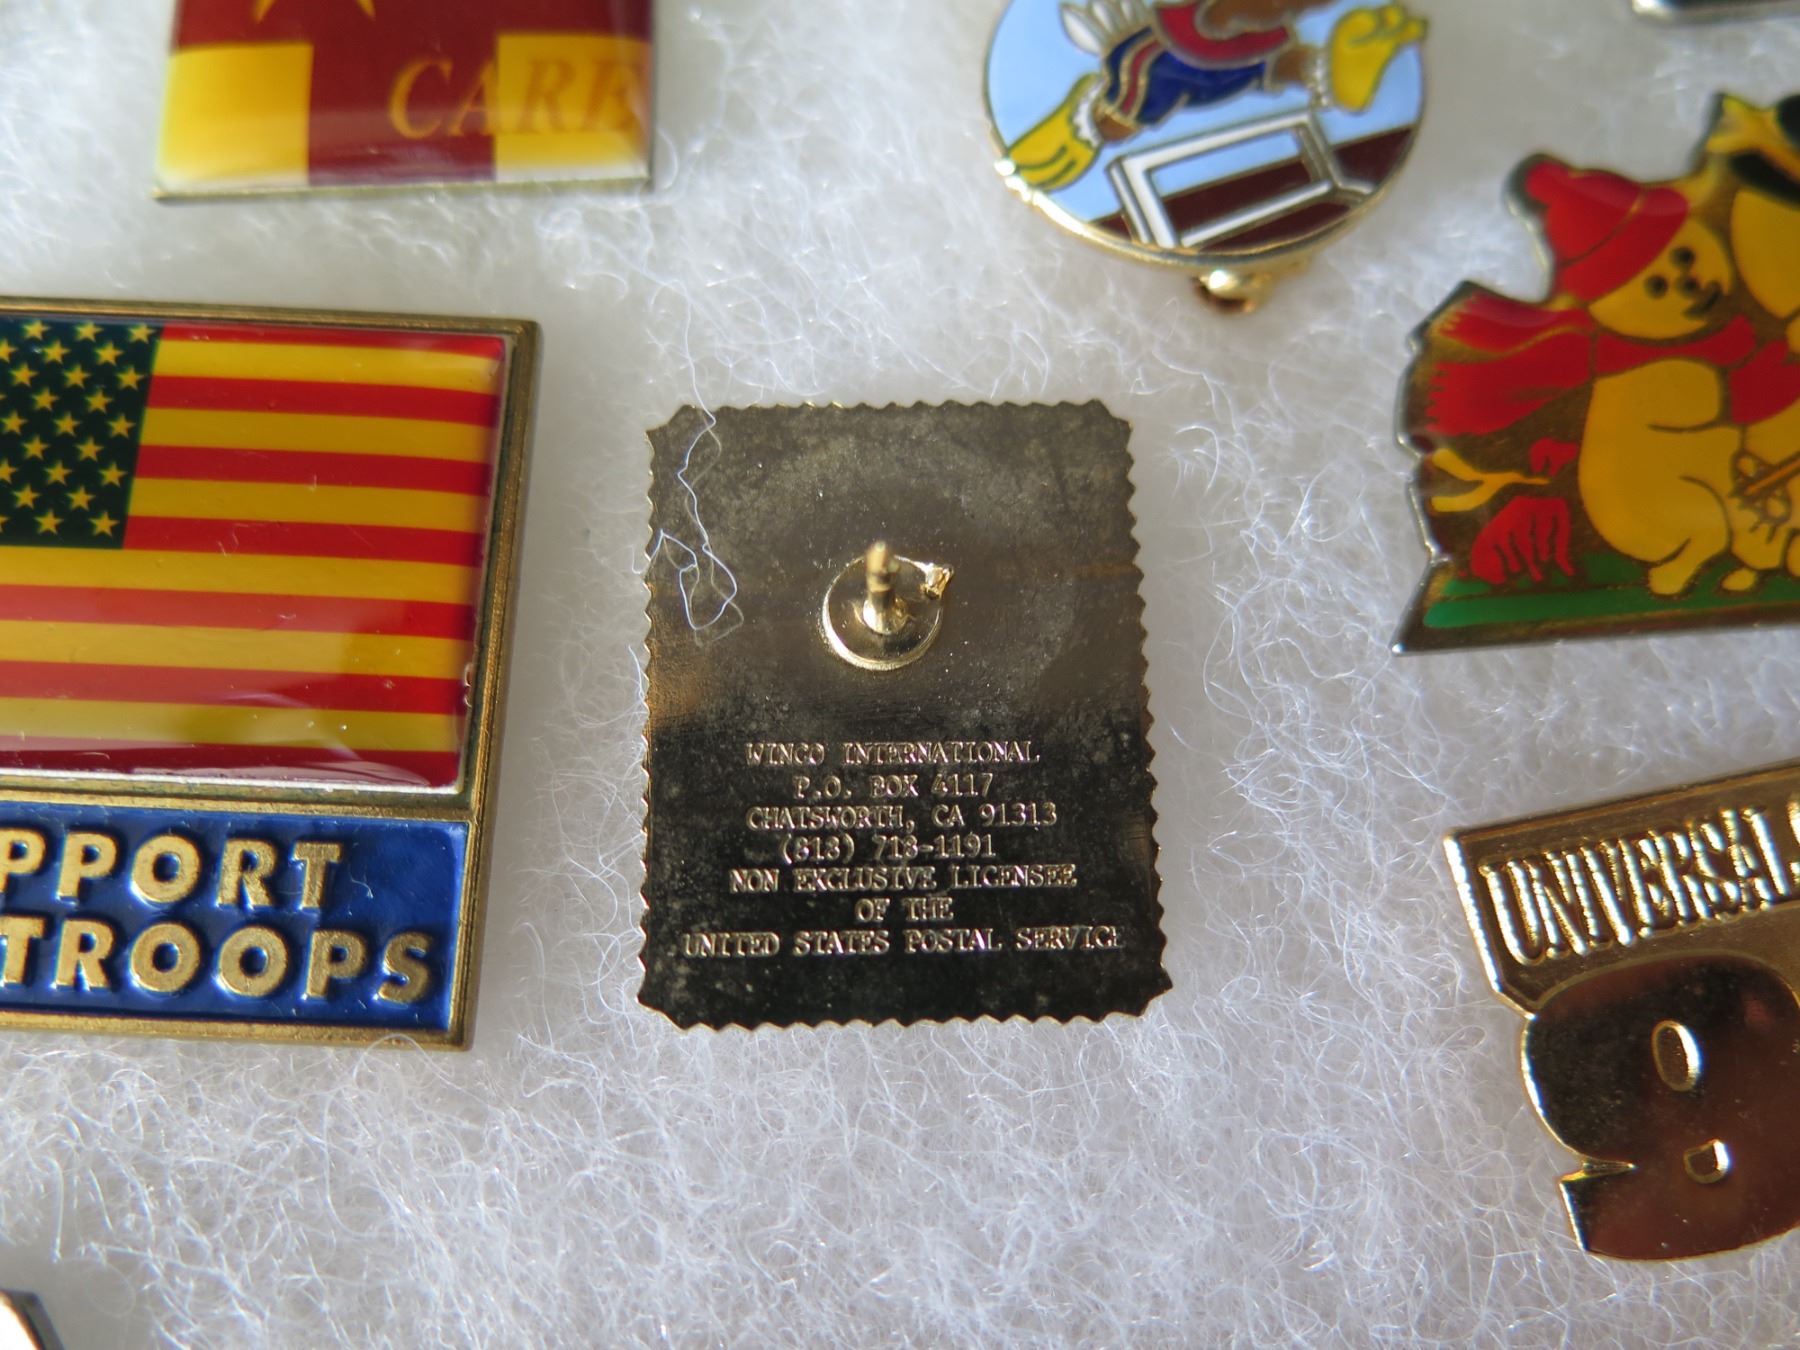 CARE
PPORT
TROOPS
WINCO INTERNATIONAL
P.O. BOX 4117
CHATSWORTH, CA 91313
(818) 718-1191
NON EXCLUSIVE LICENSEE
OF THE
UNITED STATES POSTAL SERVICE
UNIVERSAL
9